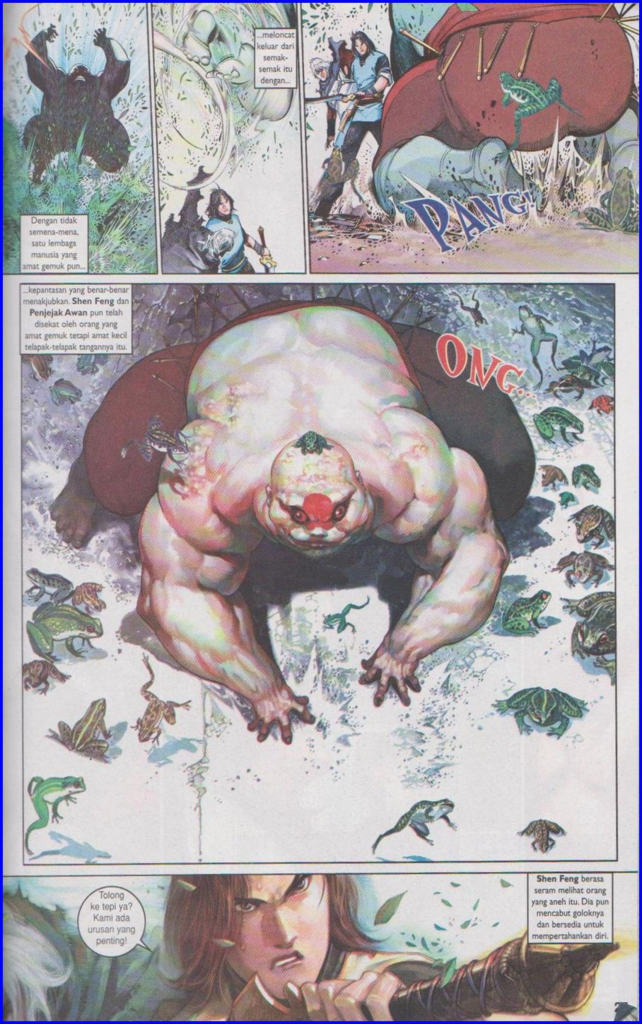 Dengan tidak
semena-mena,
satu lembaga
manusia yang
amat gemuk pun...
...meloncat
keluar dari
semak-
semak itu
dengan...
PANG!
...kepantasan yang benar-benar
menakjubkan. Shen Feng dan
Penjejak Awan pun telah
disekat oleh orang yang
amat gemuk tetapi amat kecil
telapak-telapak tangannya itu.
ONG...
Tolong
ke tepi ya?
Kami ada
urusan yang
penting!
Shen Feng berasa
seram melihat orang
yang aneh itu. Dia pun
mencabut goloknya
dan bersedia untuk
mempertahankan diri.